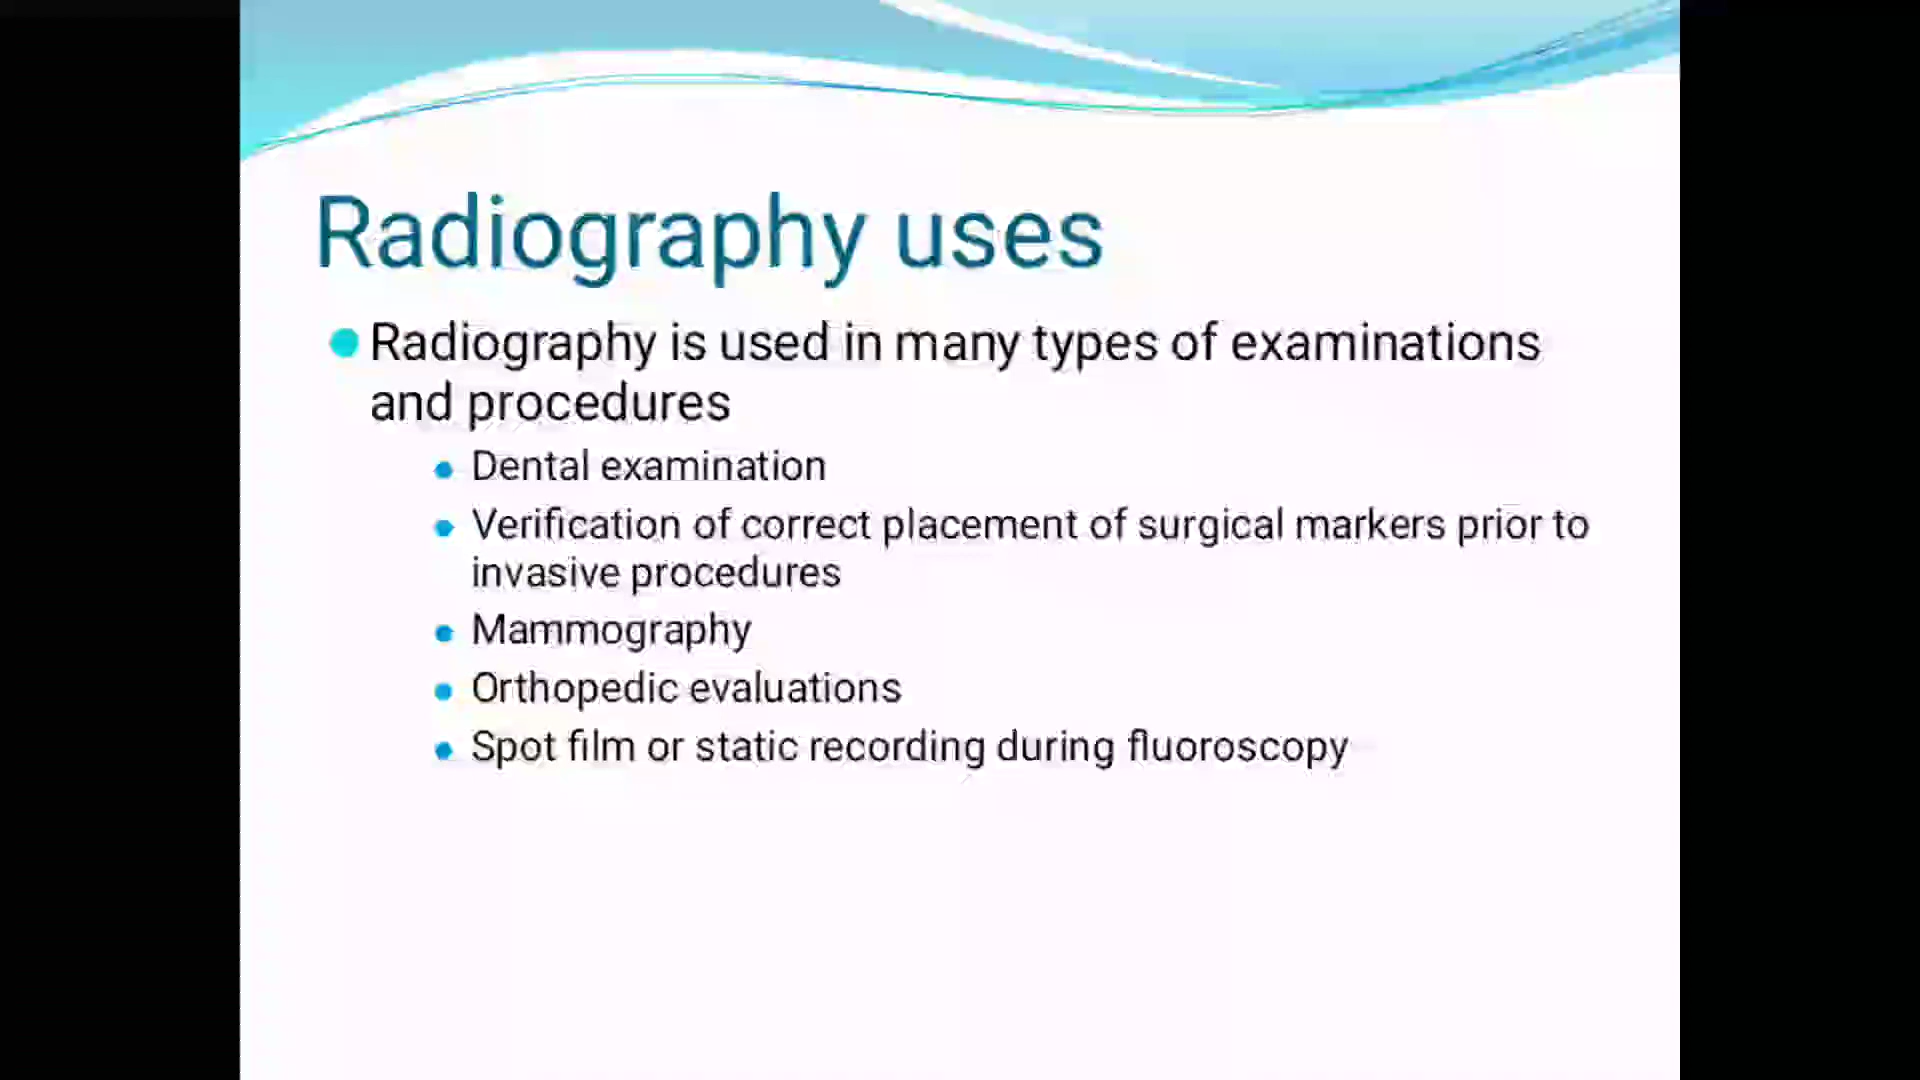 Radiography uses
Radiography is used in many types of examinations
and procedures
Dental examination
Verification of correct placement of surgical markers prior to
invasive procedures
Mammography
Orthopedic evaluations
Spot film or static recording during fluoroscopy